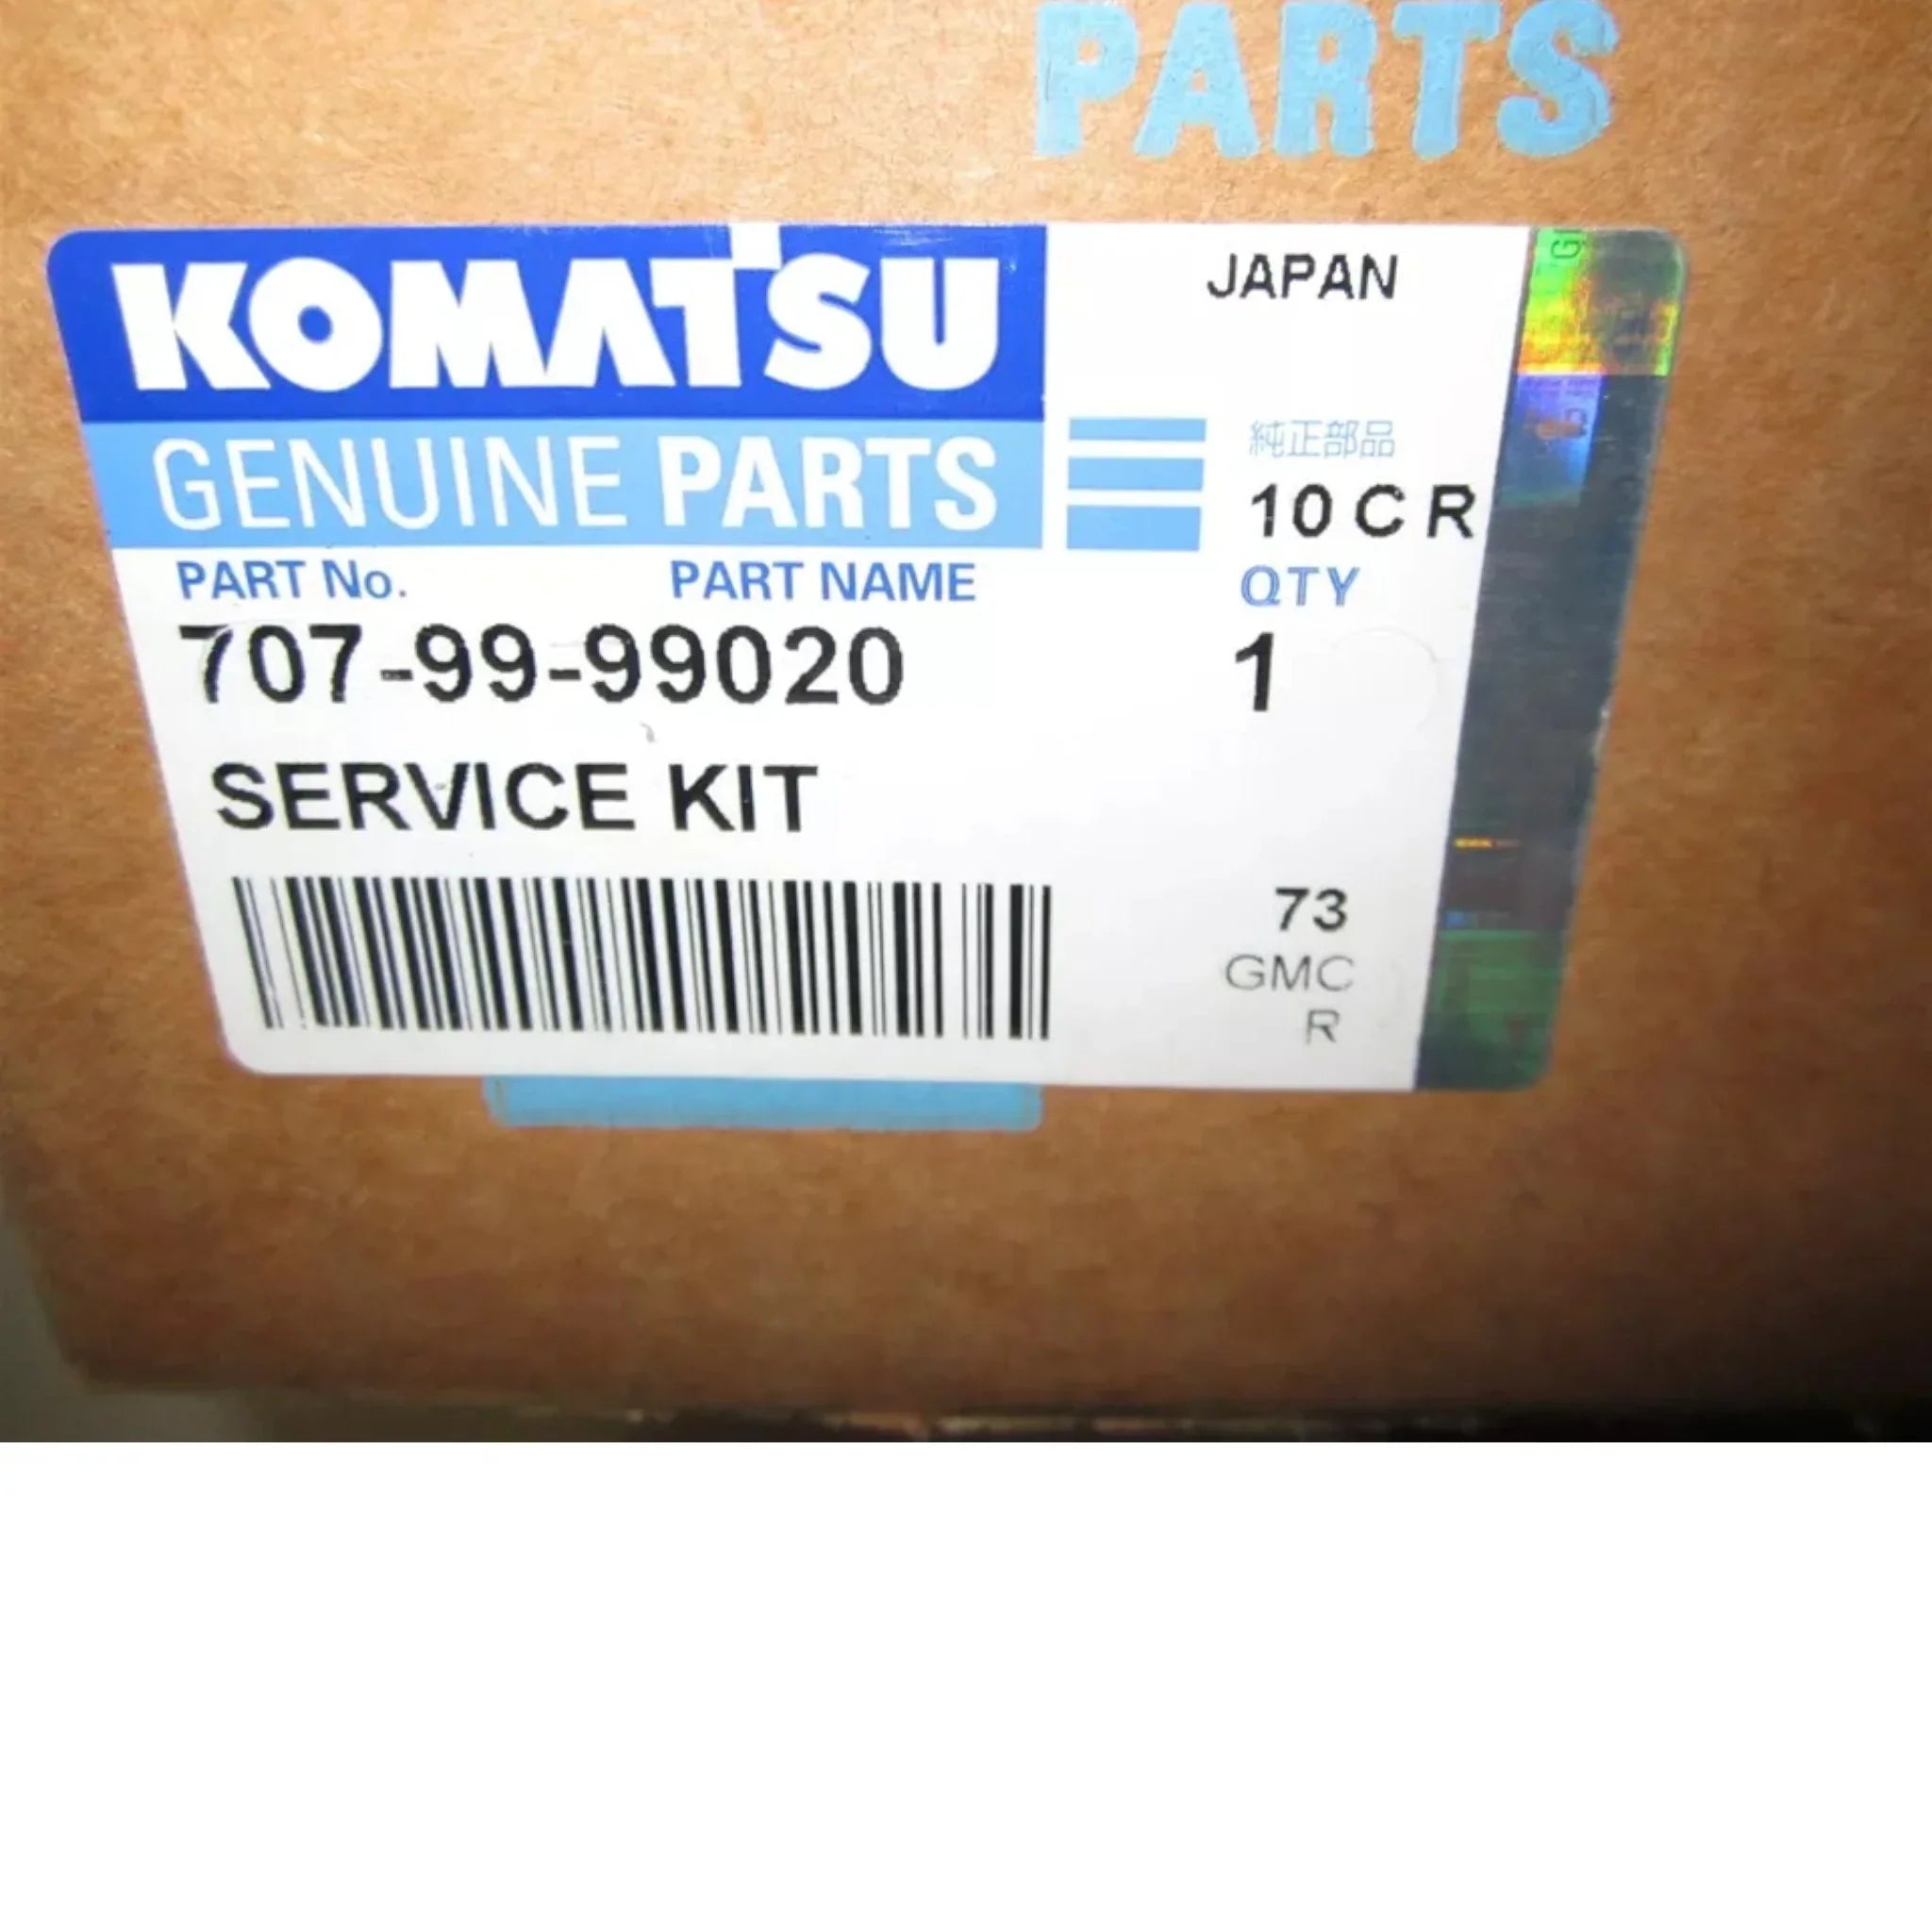 PARTS
KOMATSU
JAPAN
GENUINE PARTS
純正部品
10 C R
PART No. PART NAME QTY
707-99-99020 1
SERVICE KIT
73
GMC
R